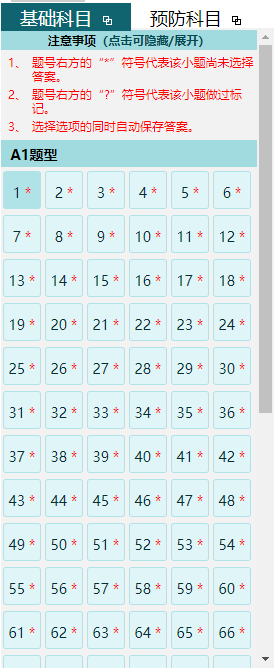 基础科目 预防科目
注意事项（点击可隐藏/展开）
1、 题号右方的“*”符号代表该小题尚未选择
答案。
2、 题号右方的“?”符号代表该小题做过标
记。
3、 选择选项的同时自动保存答案。
A1题型
1 * 2 * 3 * 4 * 5 * 6 *
7 * 8 * 9 * 10 * 11 * 12 *
13 * 14 * 15 * 16 * 17 * 18 *
19 * 20 * 21 * 22 * 23 * 24 *
25 * 26 * 27 * 28 * 29 * 30 *
31 * 32 * 33 * 34 * 35 * 36 *
37 * 38 * 39 * 40 * 41 * 42 *
43 * 44 * 45 * 46 * 47 * 48 *
49 * 50 * 51 * 52 * 53 * 54 *
55 * 56 * 57 * 58 * 59 * 60 *
61 * 62 * 63 * 64 * 65 * 66 *